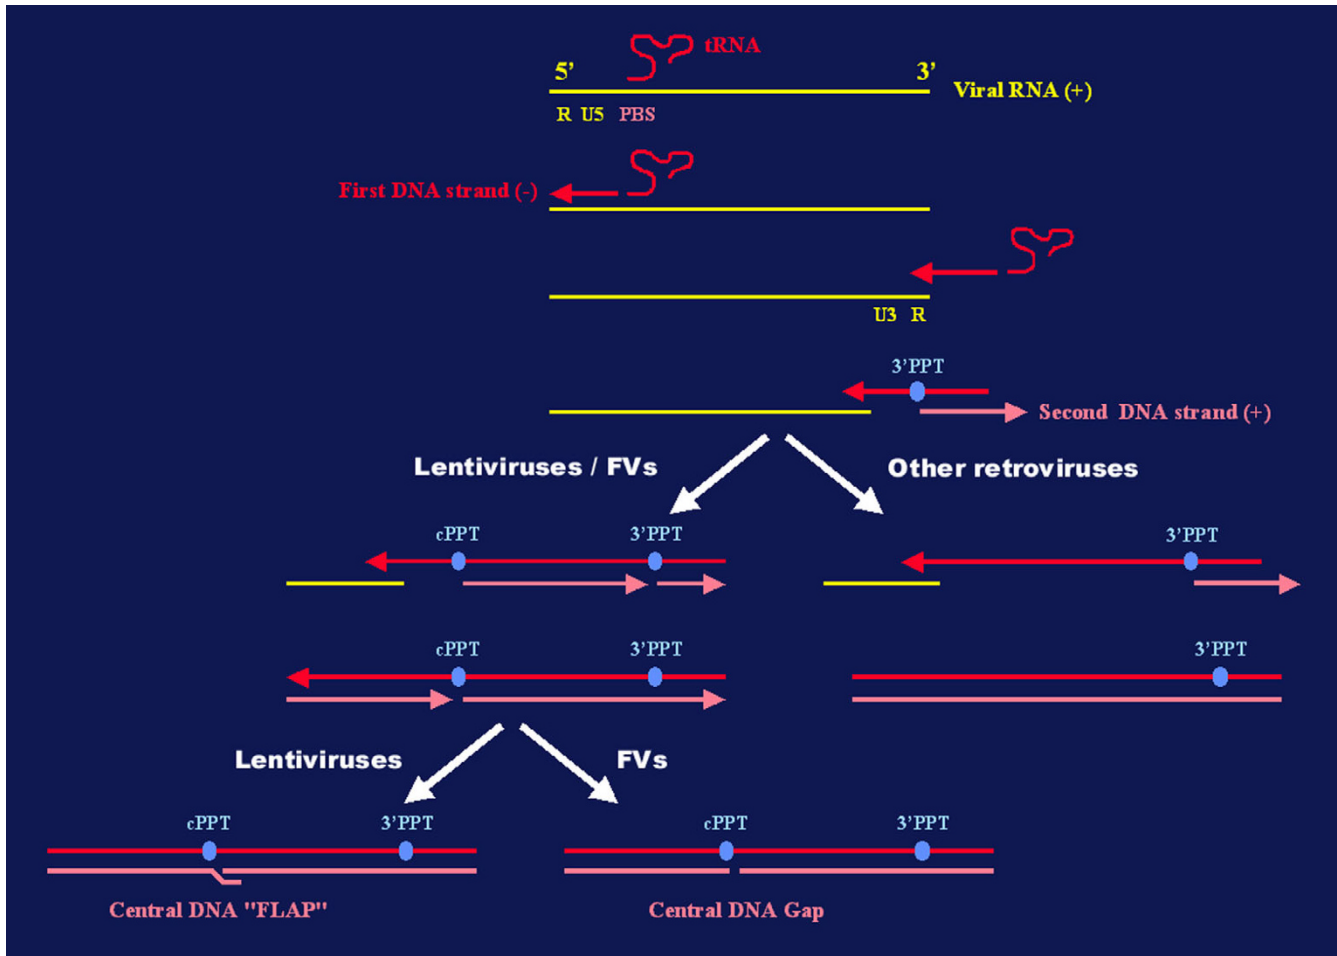 tRNA
5’ 3’
Viral RNA (+)
R U5 PBS
First DNA strand (-)
U3 R
3’PPT
Second DNA strand (+)
Lentiviruses / FVs
Other retroviruses
cPPT 3’PPT 3’PPT
cPPT 3’PPT 3’PPT
Lentiviruses
FVs
cPPT 3’PPT cPPT 3’PPT
Central DNA "FLAP"
Central DNA Gap